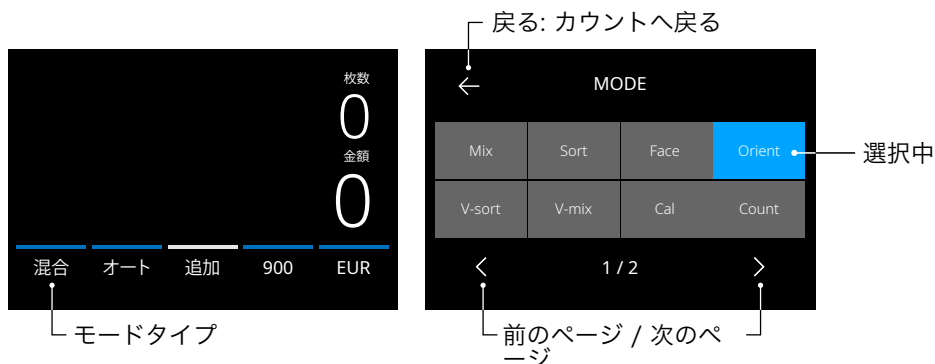 戻る: カウントへ戻る
枚数
0
金額
0
混合 オート 追加 900 EUR
モードタイプ
MODE
Mix Sort Face Orient
選択中
V-sort V-mix Cal Count
1 / 2
前のページ / 次のペ
ージ